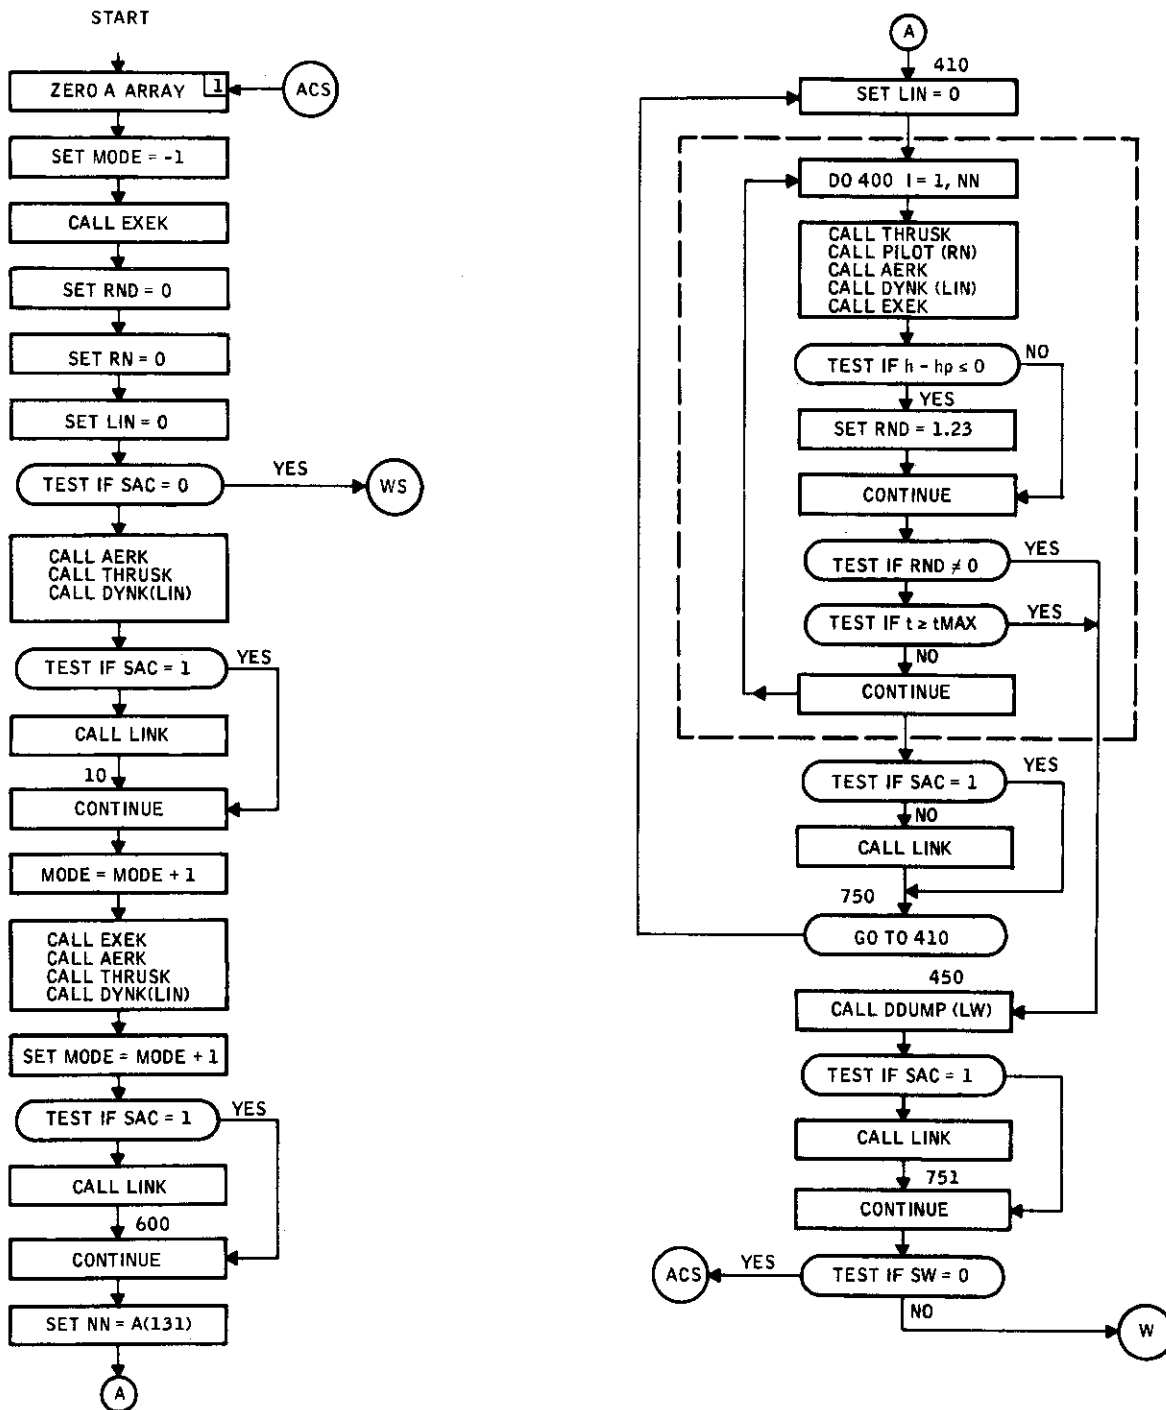 START
ZERO A ARRAY
1
ACS
SET MODE = -1
CALL EXEK
SET RND = 0
SET RN = 0
SET LIN = 0
TEST IF SAC = 0
YES
WS
CALL AERK
CALL THRUSK
CALL DYNK(LIN)
TEST IF SAC = 1
YES
CALL LINK
10
CONTINUE
MODE = MODE + 1
CALL EXEK
CALL AERK
CALL THRUSK
CALL DYNK(LIN)
SET MODE = MODE + 1
TEST IF SAC = 1
YES
CALL LINK
600
CONTINUE
SET NN = A(131)
A
A
410
SET LIN = 0
DO 400 I = 1, NN
CALL THRUSK
CALL PILOT (RN)
CALL AERK
CALL DYNK (LIN)
CALL EXEK
TEST IF h - hp ≤ 0
NO
YES
SET RND = 1.23
CONTINUE
TEST IF RND ≠ 0
YES
TEST IF t ≥ tMAX
YES
NO
CONTINUE
TEST IF SAC = 1
YES
NO
CALL LINK
750
GO TO 410
450
CALL DDUMP (LW)
TEST IF SAC = 1
CALL LINK
751
CONTINUE
TEST IF SW = 0
YES
ACS
NO
W